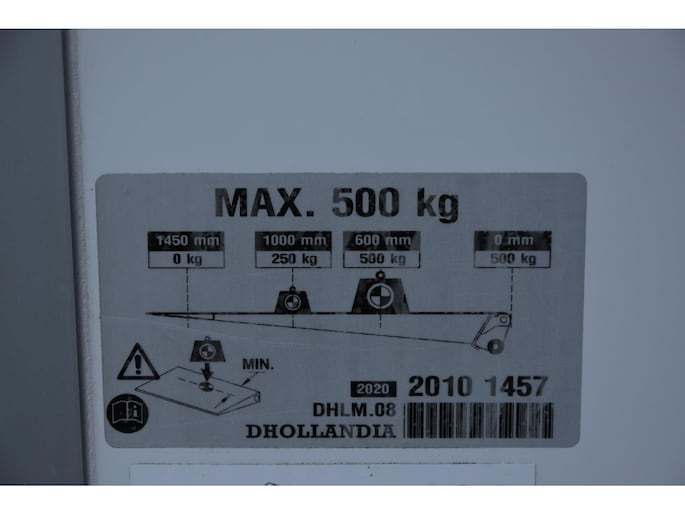 MAX. 500 kg
1450 mm 1000 mm 600 mm 0 mm
0 kg 250 kg 500 kg 500 kg
MIN.
2020 2010 1457
DHLM.08
DHOLLANDIA